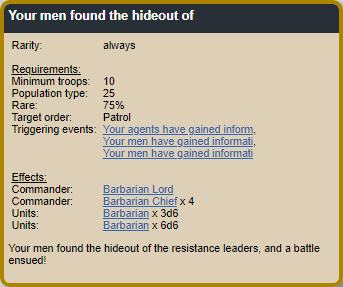 Your men found the hideout of
Rarity: always
Requirements:
Minimum troops: 10
Population type: 25
Rare: 75%
Target order: Patrol
Triggering events: Your agents have gained inform,
Your men have gained informati,
Your men have gained informati
Effects:
Commander: Barbarian Lord
Commander: Barbarian Chief x 4
Units: Barbarian x 3d6
Units: Barbarian x 6d6
Your men found the hideout of the resistance leaders, and a battle
ensued!